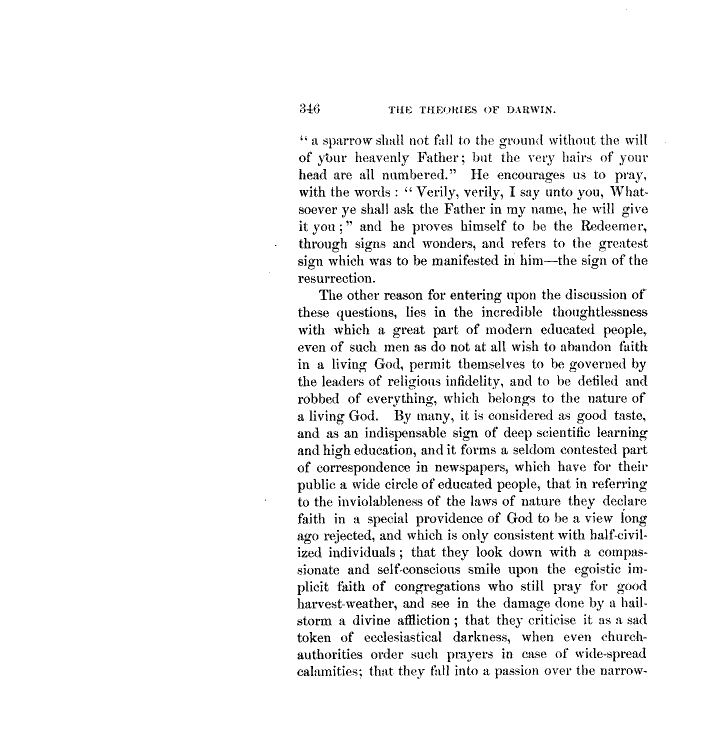 346 THE THEORIES OF DARWIN.
“ a sparrow shall not fall to the ground without the will
of your heavenly Father; but the very hairs of your
head are all numbered.” He encourages us to pray,
with the words : “ Verily, verily, I say unto you, What-
soever ye shall ask the Father in my name, he will give
it you ;” and he proves himself to be the Redeemer,
through signs and wonders, and refers to the greatest
sign which was to be manifested in him—the sign of the
resurrection.
The other reason for entering upon the discussion of
these questions, lies in the incredible thoughtlessness
with which a great part of modern educated people,
even of such men as do not at all wish to abandon faith
in a living God, permit themselves to be governed by
the leaders of religious infidelity, and to be defiled and
robbed of everything, which belongs to the nature of
a living God. By many, it is considered as good taste,
and as an indispensable sign of deep scientific learning
and high education, and it forms a seldom contested part
of correspondence in newspapers, which have for their
public a wide circle of educated people, that in referring
to the inviolableness of the laws of nature they declare
faith in a special providence of God to be a view long
ago rejected, and which is only consistent with half-civil-
ized individuals ; that they look down with a compas-
sionate and self-conscious smile upon the egoistic im-
plicit faith of congregations who still pray for good
harvest-weather, and see in the damage done by a hail-
storm a divine affliction ; that they criticise it as a sad
token of ecclesiastical darkness, when even church-
authorities order such prayers in case of wide-spread
calamities; that they fall into a passion over the narrow-